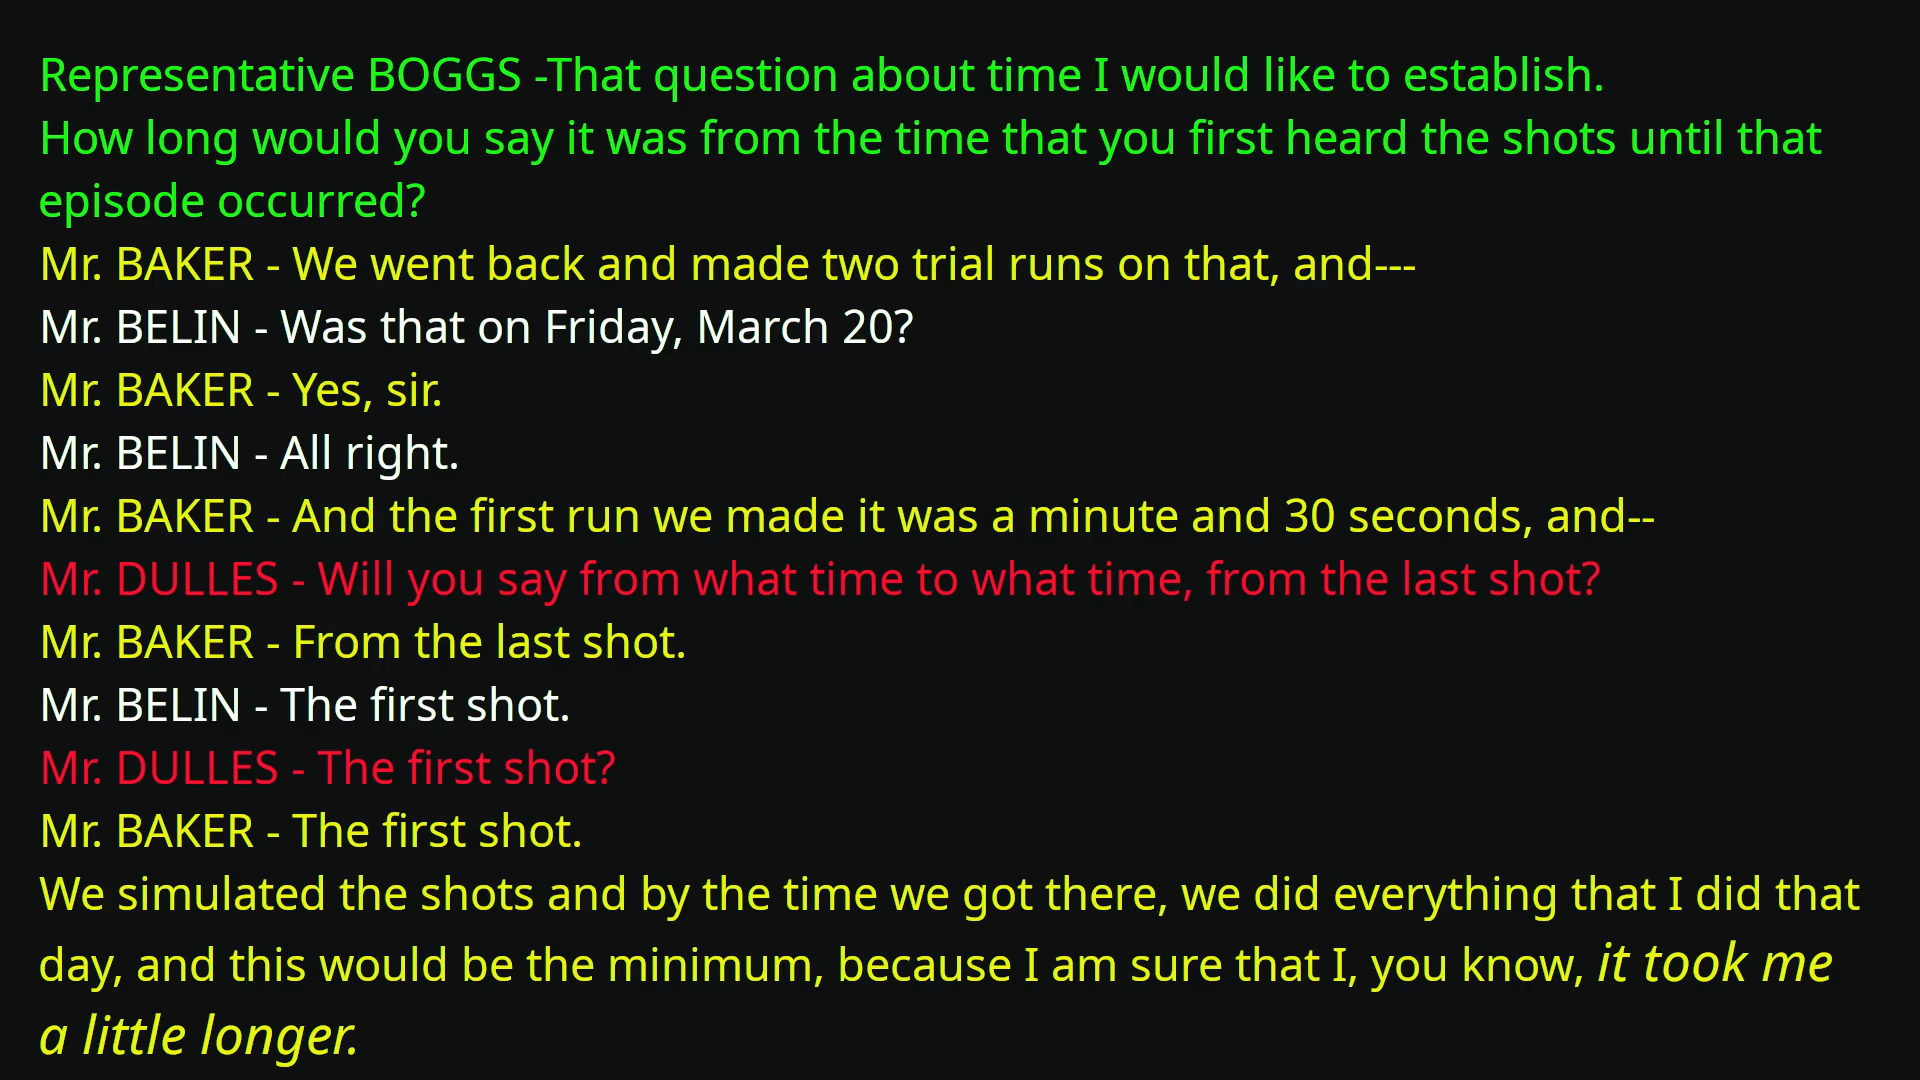 Representative BOGGS -That question about time I would like to establish.
How long would you say it was from the time that you first heard the shots until that
episode occurred?
Mr. BAKER - We went back and made two trial runs on that, and---
Mr. BELIN - Was that on Friday, March 20?
Mr. BAKER - Yes, sir.
Mr. BELIN - All right.
Mr. BAKER - And the first run we made it was a minute and 30 seconds, and--
Mr. DULLES - Will you say from what time to what time, from the last shot?
Mr. BAKER - From the last shot.
Mr. BELIN - The first shot.
Mr. DULLES - The first shot?
Mr. BAKER - The first shot.
We simulated the shots and by the time we got there, we did everything that I did that
day, and this would be the minimum, because I am sure that I, you know, it took me
a little longer.